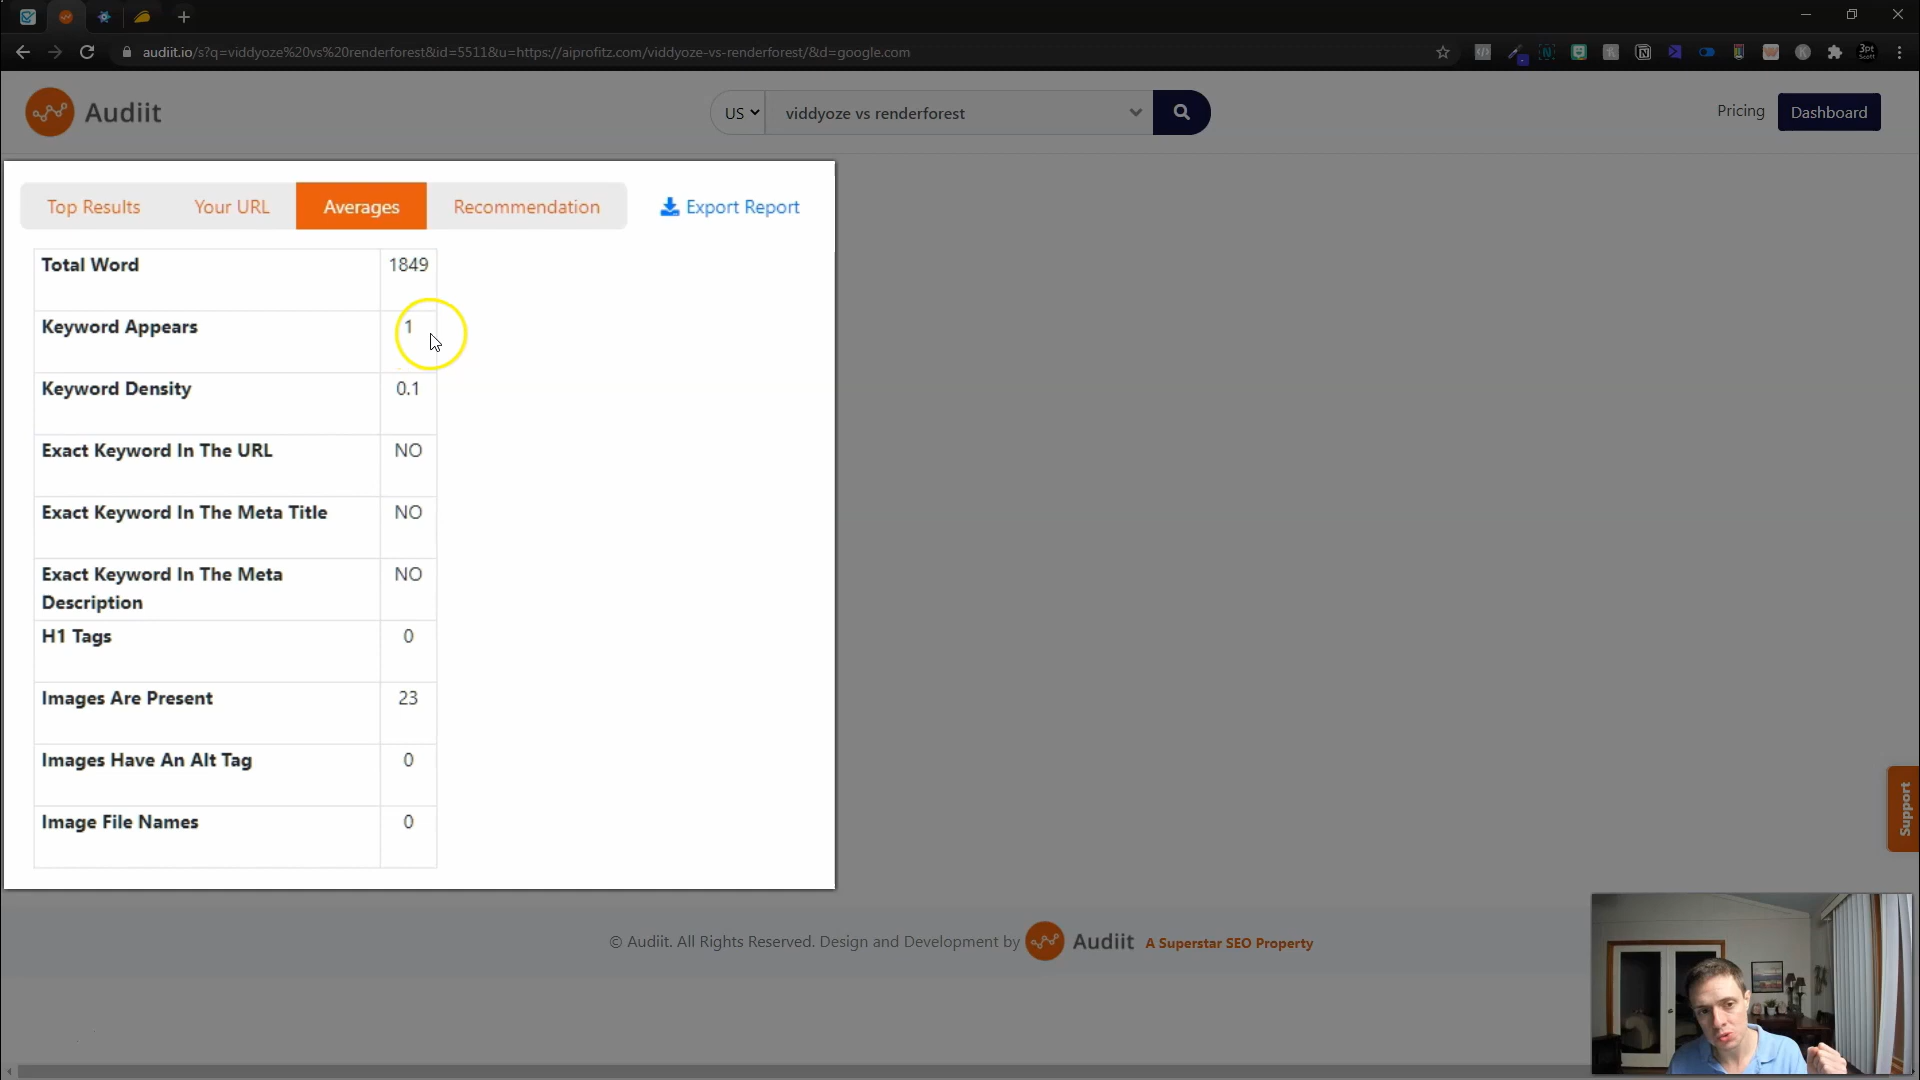 audiit.io/s?q=viddyoze%20vs%20renderforest&id=5511&u=https://aiprofitz.com/viddyoze-vs-renderforest/&d=google.com
Audiit
US
viddyoze vs renderforest
Pricing
Dashboard
Top Results
Your URL
Averages
Recommendation
Export Report
Total Word 1849
Keyword Appears 1
Keyword Density 0.1
Exact Keyword In The URL NO
Exact Keyword In The Meta Title NO
Exact Keyword In The Meta NO
Description
H1 Tags 0
Images Are Present 23
Images Have An Alt Tag 0
Image File Names 0
Support
© Audiit. All Rights Reserved. Design and Development by Audiit A Superstar SEO Property